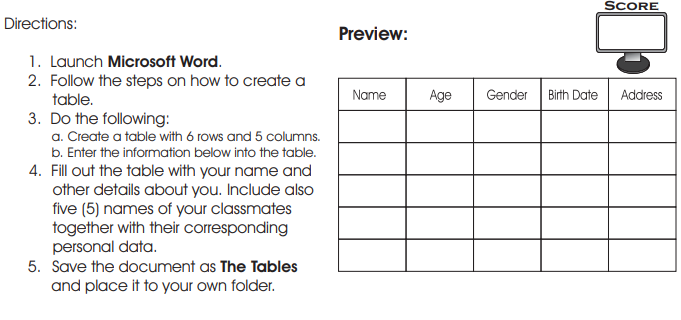 Directions:
1. Launch Microsoft Word.
2. Follow the steps on how to create a
table.
3. Do the following:
a. Create a table with 6 rows and 5 columns.
b. Enter the information below into the table.
4. Fill out the table with your name and
other details about you. Include also
five (5) names of your classmates
together with their corresponding
personal data.
5. Save the document as The Tables
and place it to your own folder.
SCORE
Preview:
Name Age Gender Birth Date Address